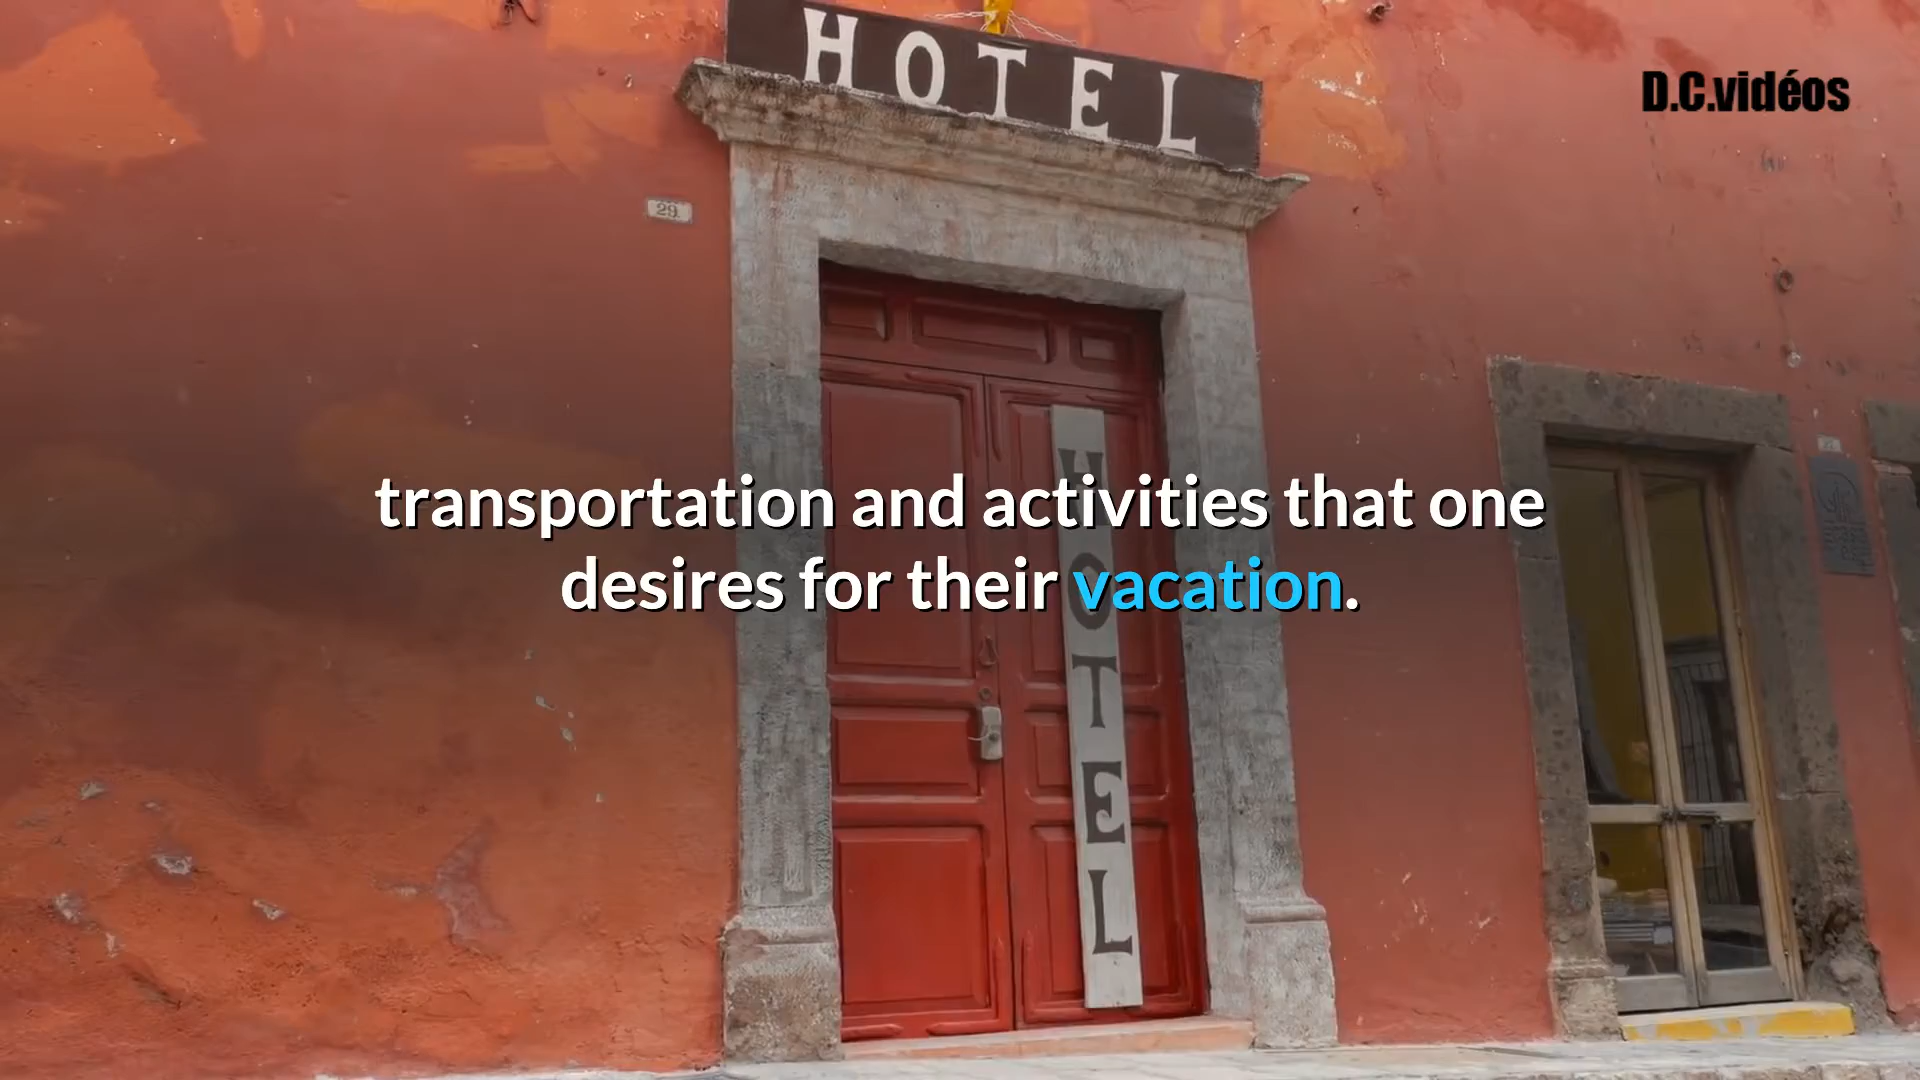 HOTEL
D.C.vidéos
29
transportation and activities that one
desires for their vacation.
HOTEL